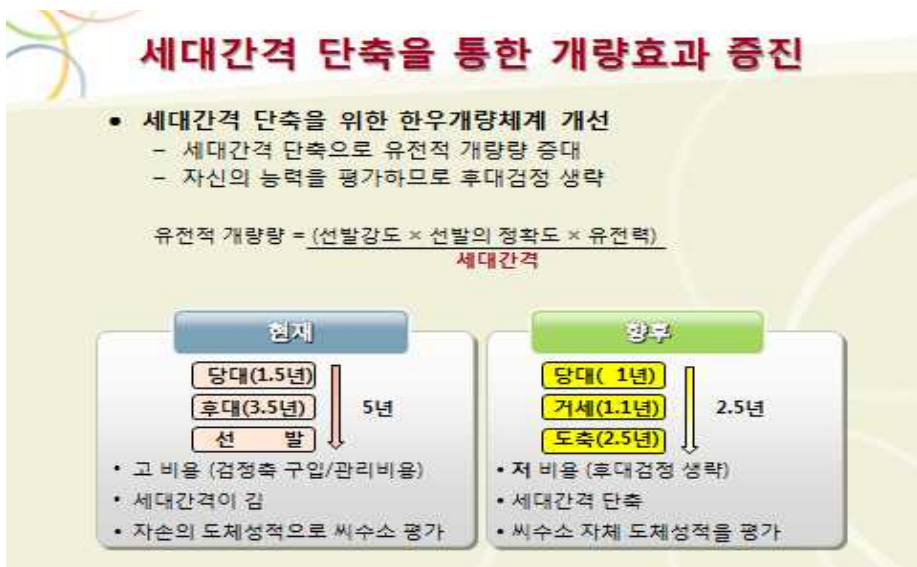 세대간격 단축을 통한 개량효과 증진
• 세대간격 단축을 위한 한우개량체계 개선
– 세대간격 단축으로 유전적 개량량 증대
– 자신의 능력을 평가하므로 후대검정 생략
유전적 개량량 = (선발강도 × 선발의 정확도 × 유전력)
세대간격
현재
당대(1.5년)
후대(3.5년)
선 발
5년
• 고 비용 (검정축 구입/관리비용)
• 세대간격이 김
• 자손의 도체성적으로 씨수소 평가
향후
당대( 1년)
거세(1.1년)
도축(2.5년)
2.5년
• 저 비용 (후대검정 생략)
• 세대간격 단축
• 씨수소 자체 도체성적을 평가